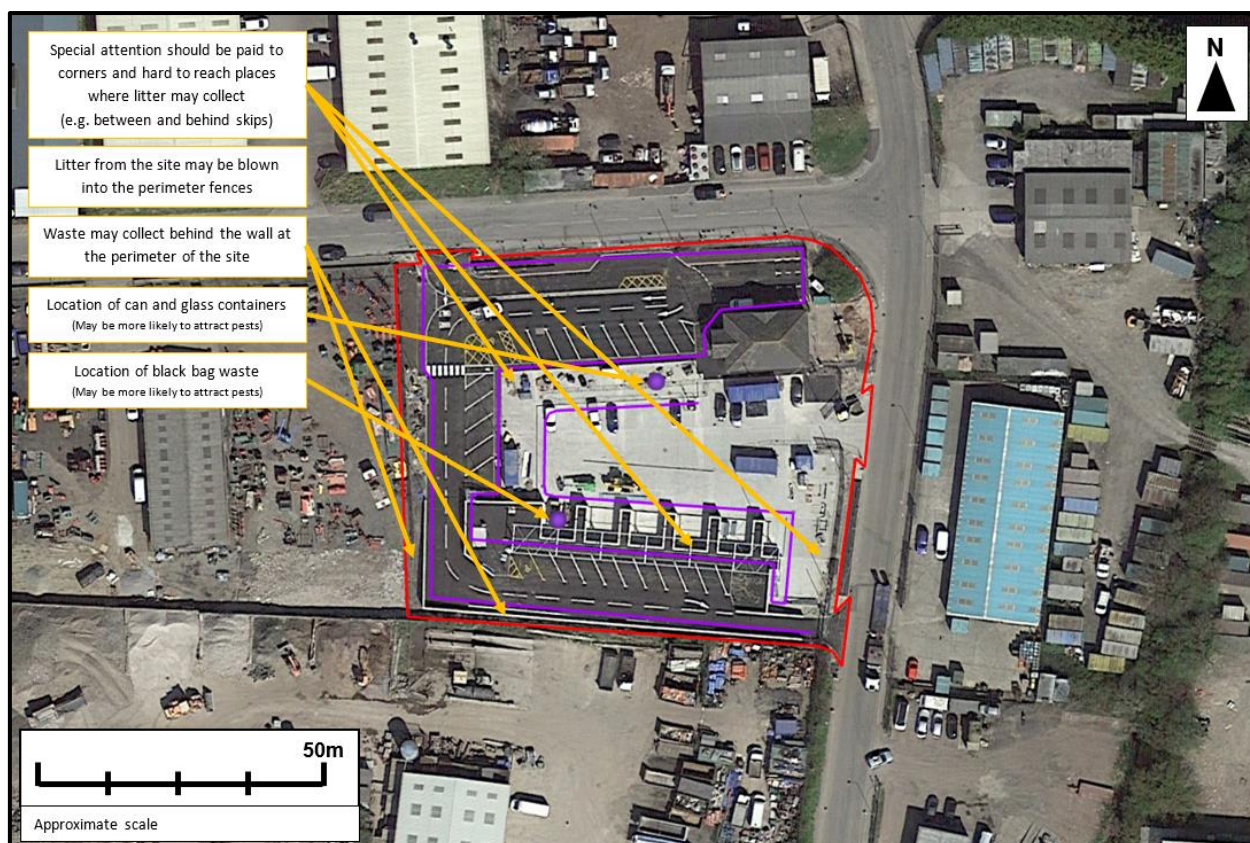 Special attention should be paid to
corners and hard to reach places
where litter may collect
(e.g. between and behind skips)
Litter from the site may be blown
into the perimeter fences
Waste may collect behind the wall at
the perimeter of the site
Location of can and glass containers
(May be more likely to attract pests)
Location of black bag waste
(May be more likely to attract pests)
N
50m
Approximate scale